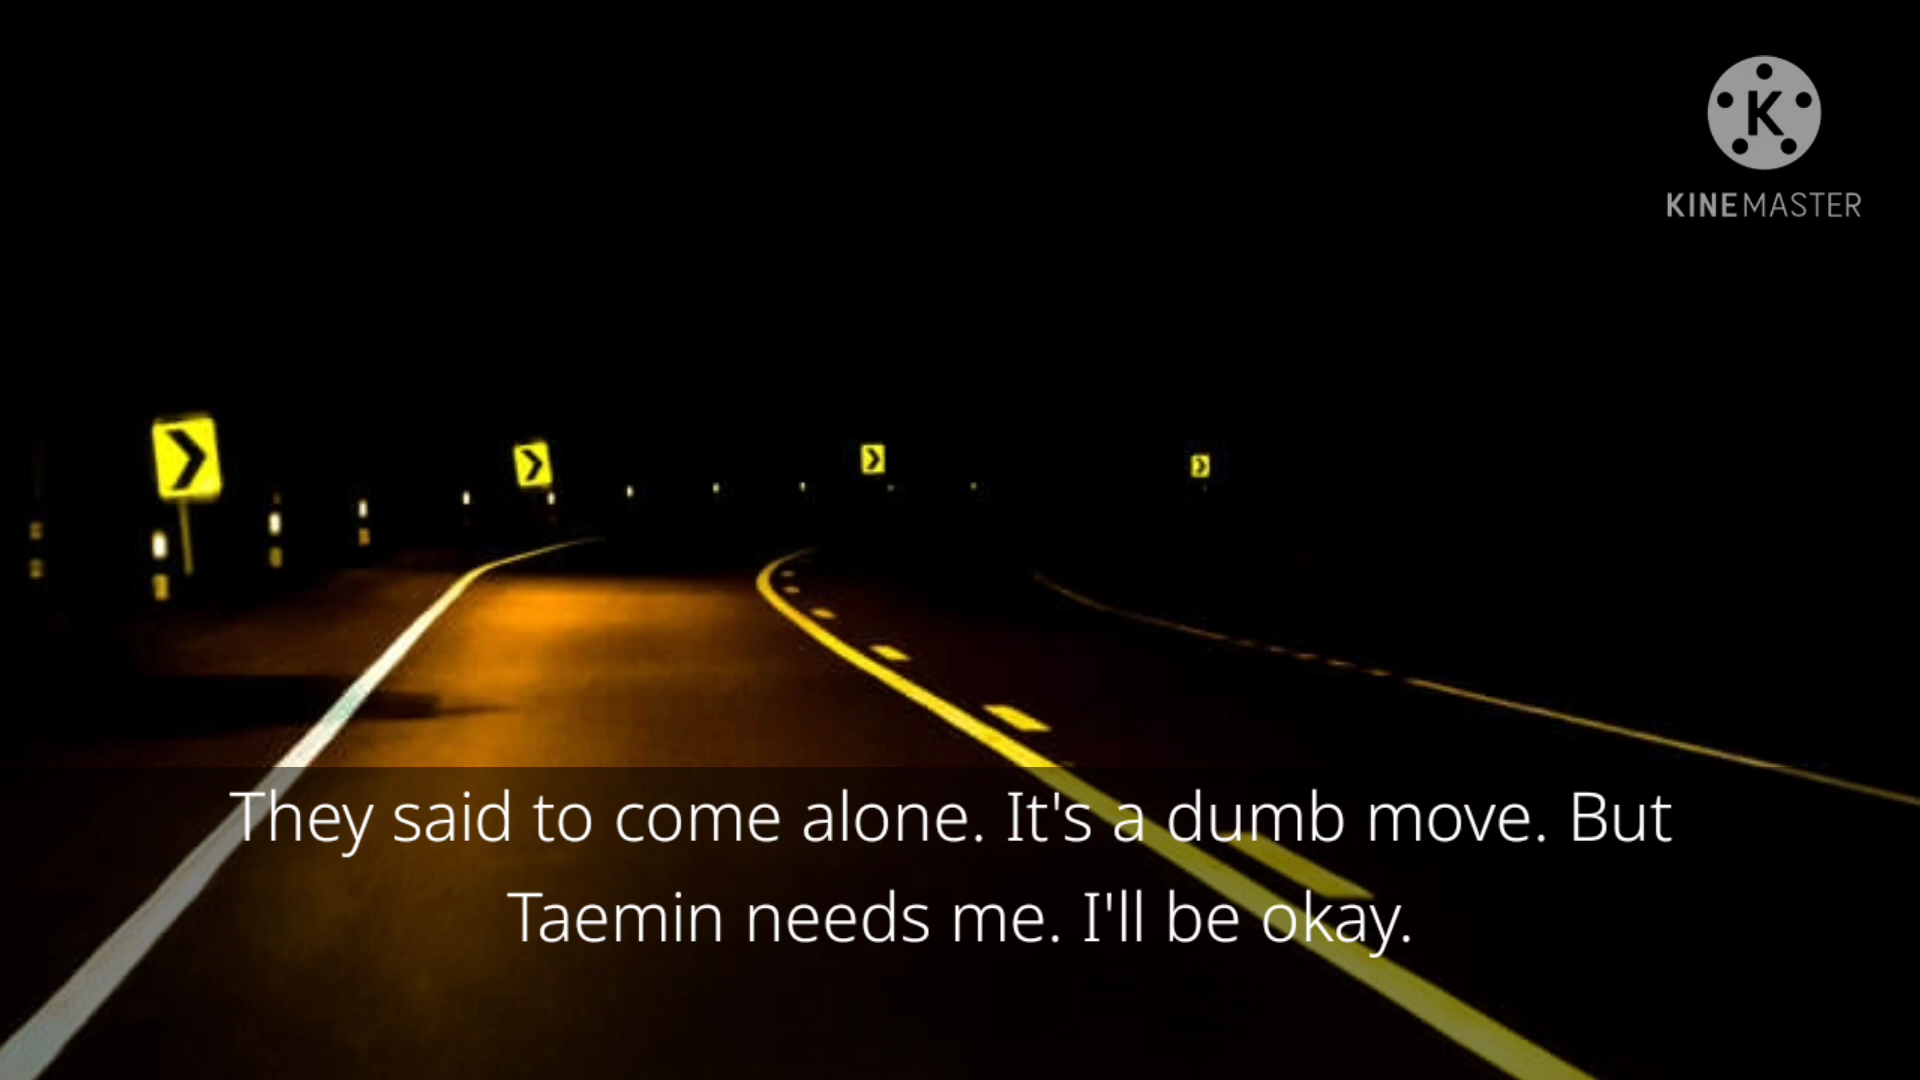 K
KINEMASTER
They said to come alone. It's a dumb move. But
Taemin needs me. I'll be okay.